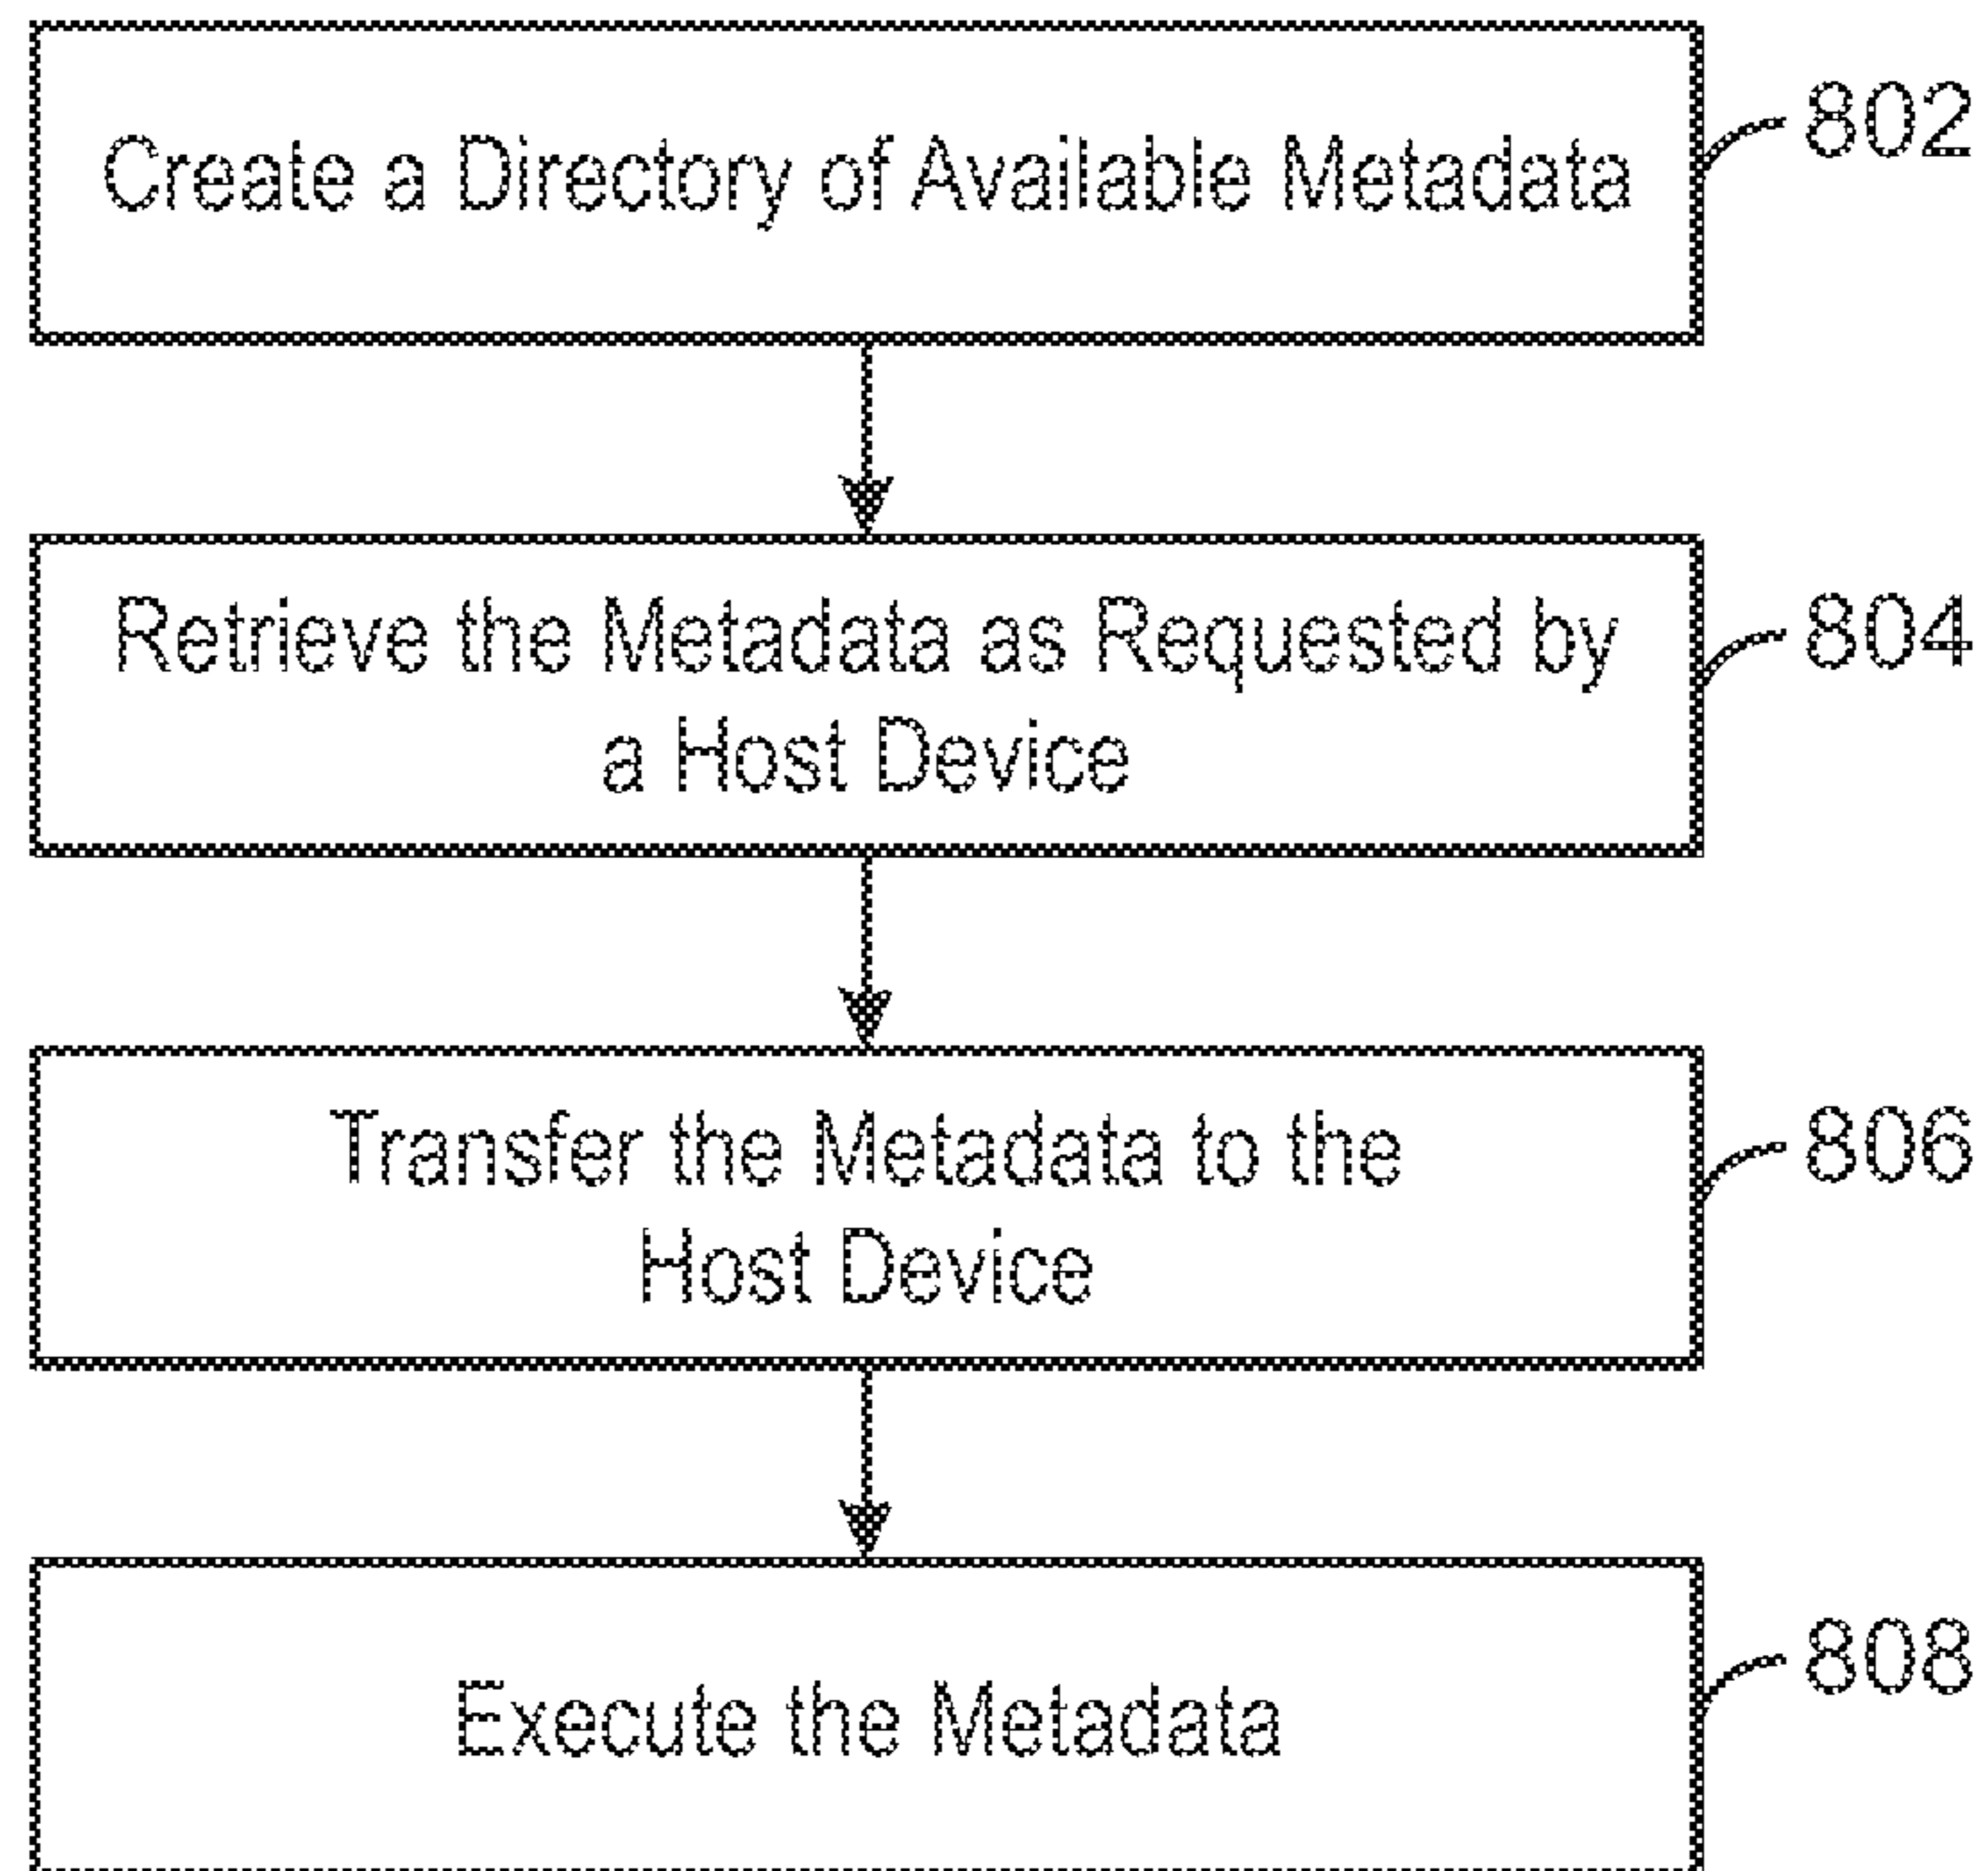 Create a Directory of Available Metadata
802
Retrieve the Metadata as Requested by
a Host Device
804
Transfer the Metadata to the
Host Device
806
Execute the Metadata
808